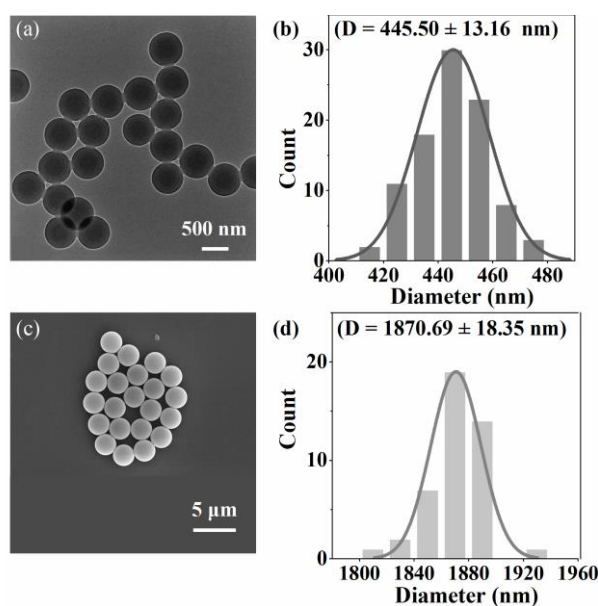 (a)
500 nm
(b)
(D = 445.50 ± 13.16 nm)
30
20
10
0
Count
400 420 440 460 480
Diameter (nm)
(c)
5 μm
(d)
(D = 1870.69 ± 18.35 nm)
20
10
0
Count
1800 1840 1880 1920 1960
Diameter (nm)